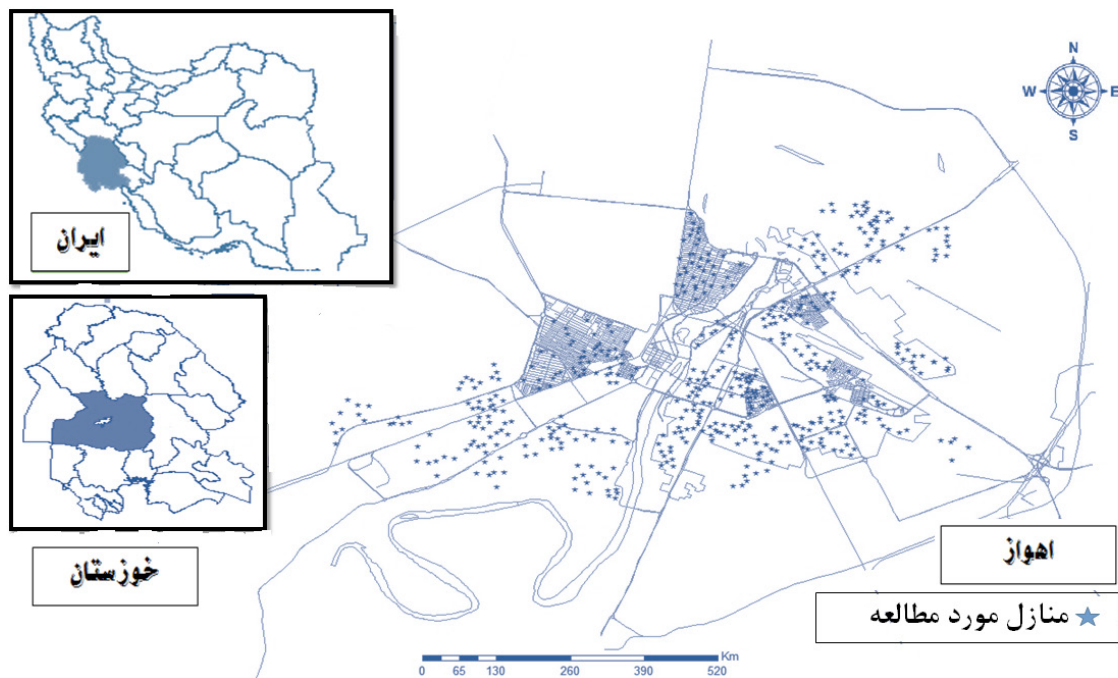 ایران
خوزستان
N
W E
S
اهواز
منازل مورد مطالعه
Km
0 65 130 260 390 520